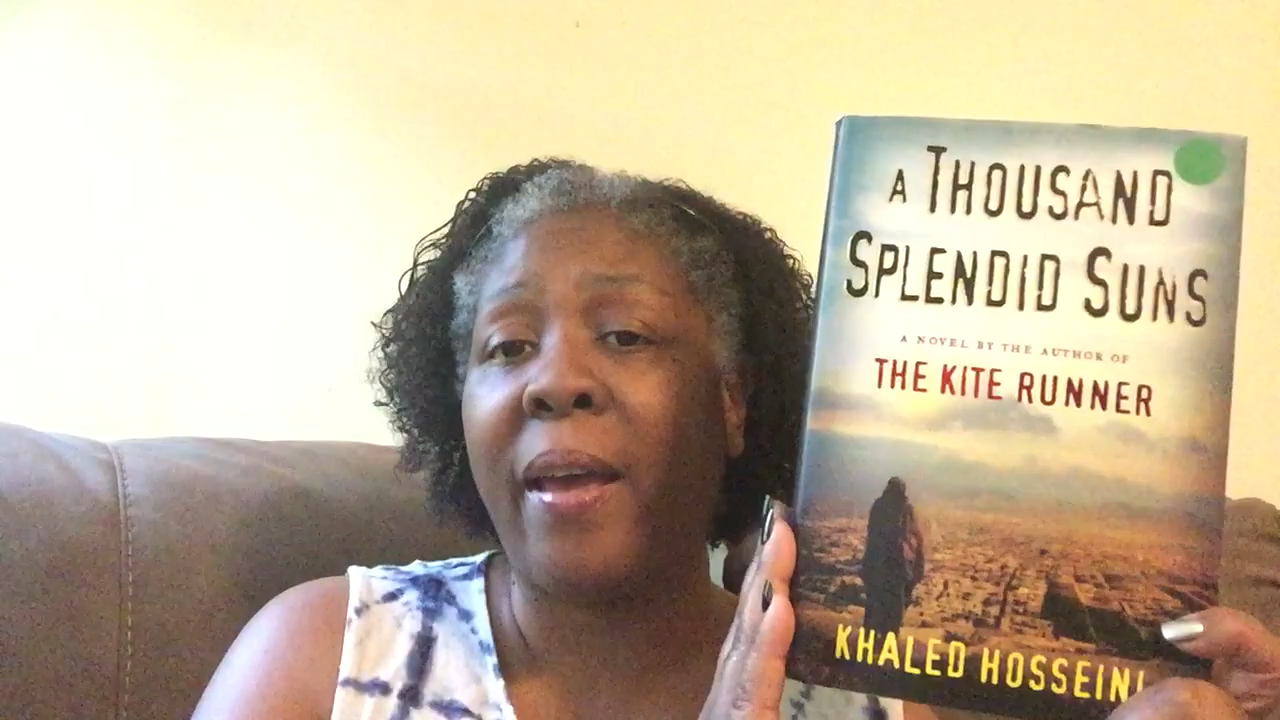 A THOUSAND
SPLENDID SUNS
A NOVEL BY THE AUTHOR OF
THE KITE RUNNER
KHALED HOSSEINI